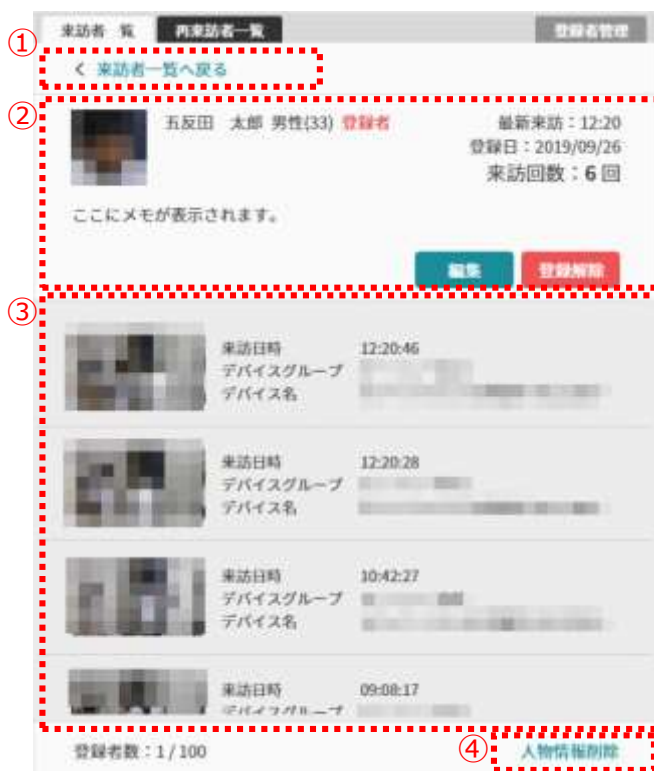 来訪者一覧 再来訪者一覧 登録者管理
①
< 来訪者一覧へ戻る
②
五反田 太郎 男性(33) 登録者 最新来訪:12:20
登録日:2019/09/26
来訪回数:6 回
ここにメモが表示されます。
編集 登録解除
③
来訪日時 12:20:46
デバイスグループ
デバイス名
来訪日時 12:20:28
デバイスグループ
デバイス名
来訪日時 10:42:27
デバイスグループ
デバイス名
来訪日時 09:08:17
デバイスグループ
登録者数:1 / 100 ④ 人物情報削除